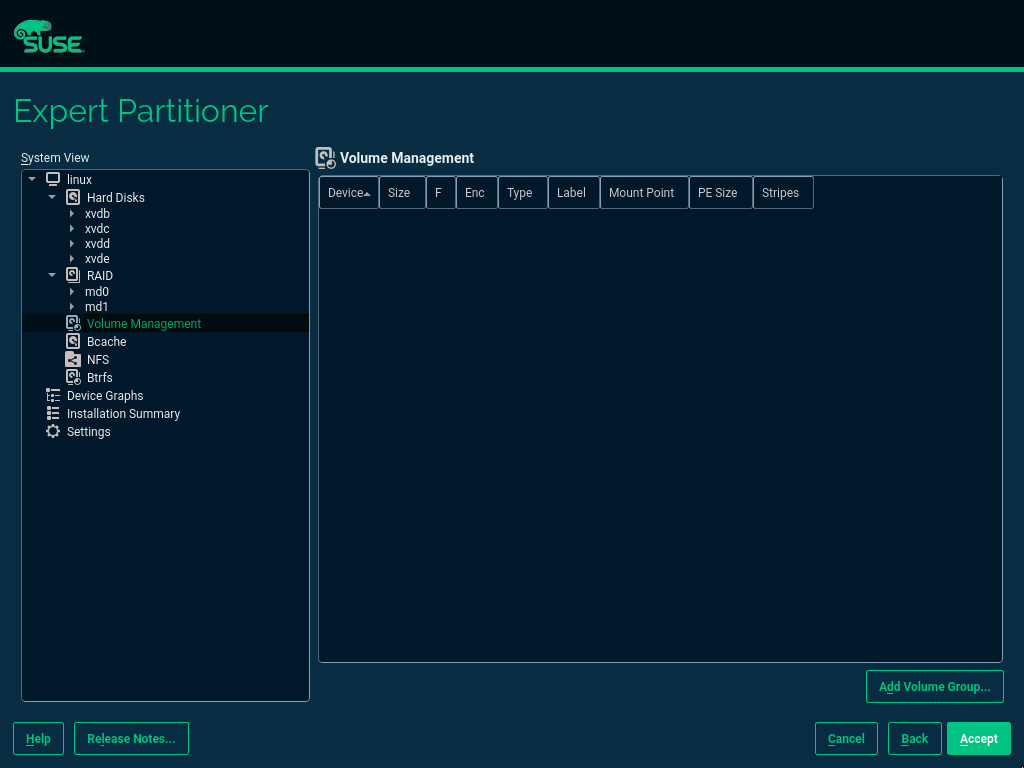 SUSE
Expert Partitioner
System View
linux
Hard Disks
xvdb
xvdc
xvdd
xvde
RAID
md0
md1
Volume Management
Bcache
NFS
Btrfs
Device Graphs
Installation Summary
Settings
Volume Management
Device Size F Enc Type Label Mount Point PE Size Stripes
Add Volume Group...
Help Release Notes... Cancel Back Accept